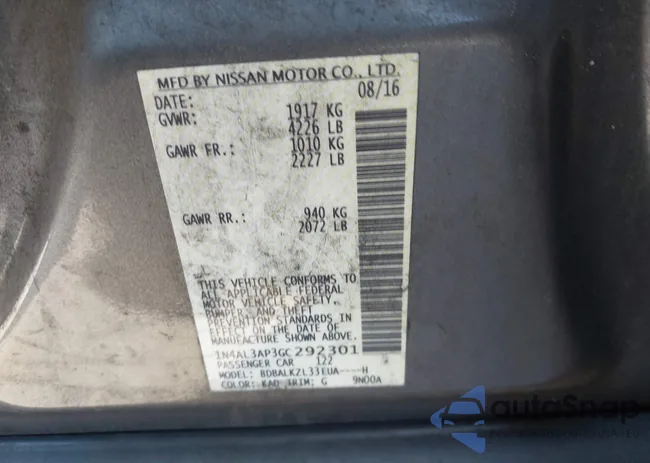 MFD BY NISSAN MOTOR CO., LTD.
DATE: 08/16
GVWR: 1917 KG
4226 LB
GAWR FR.: 1010 KG
2227 LB
GAWR RR.: 940 KG
2072 LB
THIS VEHICLE CONFORMS TO
ALL APPLICABLE FEDERAL
MOTOR VEHICLE SAFETY,
BUMPER, AND THEFT
PREVENTION STANDARDS
IN EFFECT ON THE DATE OF
MANUFACTURE SHOWN ABOVE.
1N4AL3AP3GC292301
PASSENGER CAR 122
MODEL: BDBALKZL33EUA----H
COLOR: KAD TRIM: G 9N00A
autoSnap